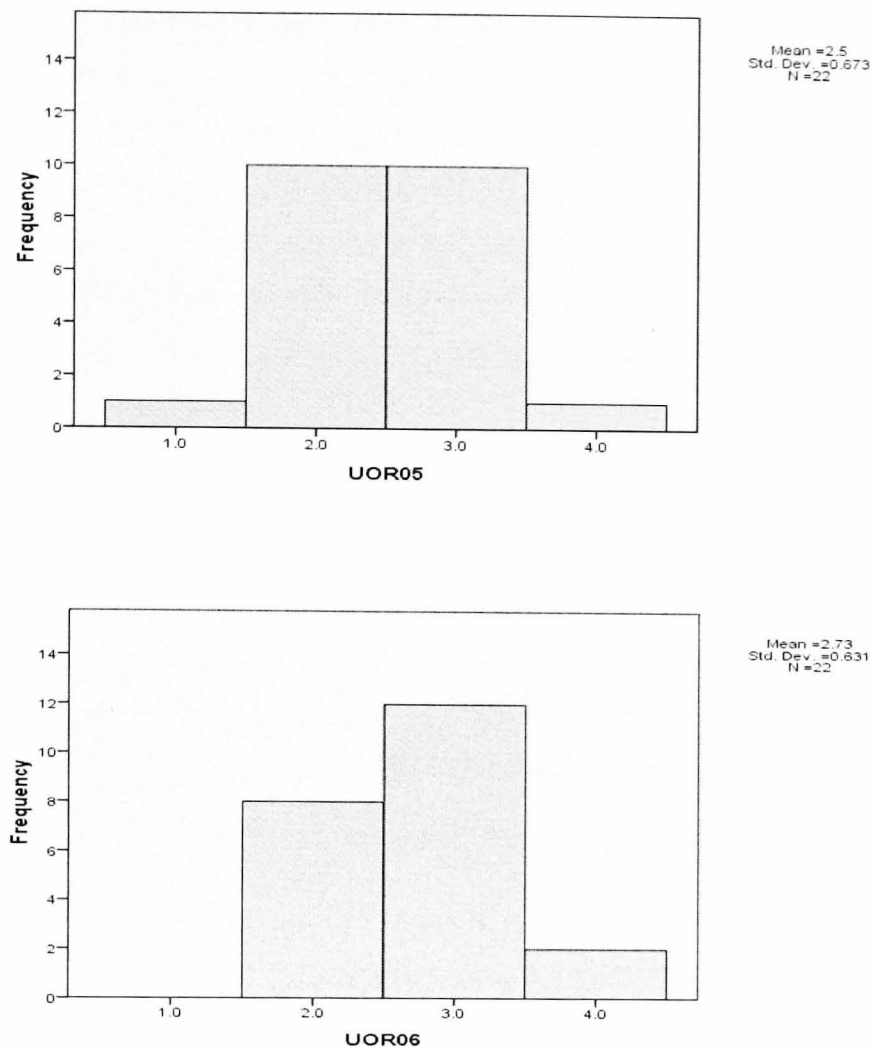 14
12
10
8
6
4
2
0
Frequency
1.0 2.0 3.0 4.0
UOR05
Mean =2.5
Std. Dev. =0.673
N =22
14
12
10
8
6
4
2
0
Frequency
1.0 2.0 3.0 4.0
UOR06
Mean =2.73
Std. Dev. =0.631
N =22